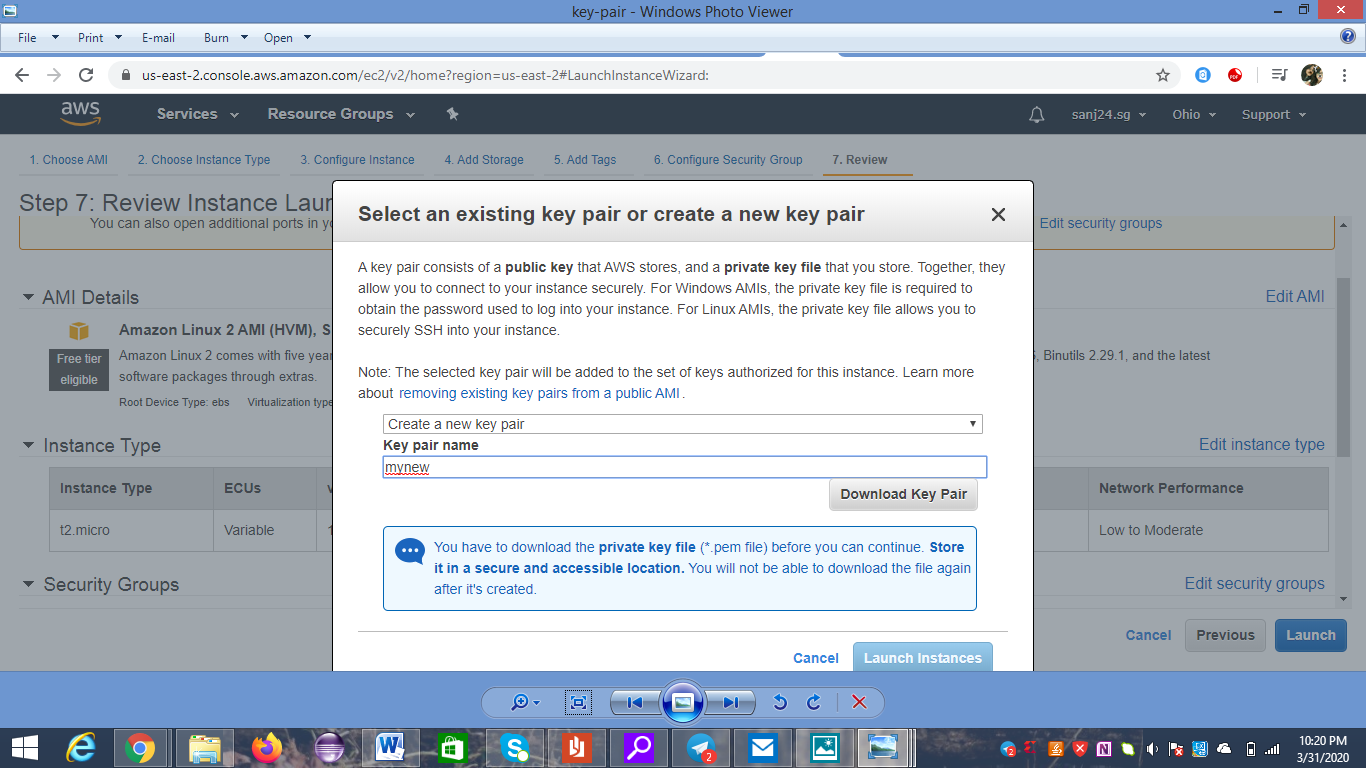 key-pair - Windows Photo Viewer
File Print E-mail Burn Open
us-east-2.console.aws.amazon.com/ec2/v2/home?region=us-east-2#LaunchInstanceWizard:
aws Services Resource Groups sanj24.sg Ohio Support
1. Choose AMI 2. Choose Instance Type 3. Configure Instance 4. Add Storage 5. Add Tags 6. Configure Security Group 7. Review
Step 7: Review Instance Laun
You can also open additional ports in yo
Edit security groups
AMI Details
Edit AMI
Amazon Linux 2 AMI (HVM), S
Free tier eligible
Amazon Linux 2 comes with five year
, Binutils 2.29.1, and the latest
software packages through extras.
Root Device Type: ebs Virtualization type
Instance Type
Edit instance type
Instance Type ECUs v Network Performance
t2.micro Variable 1 Low to Moderate
Security Groups
Edit security groups
Cancel Previous Launch
Select an existing key pair or create a new key pair
A key pair consists of a public key that AWS stores, and a private key file that you store. Together, they
allow you to connect to your instance securely. For Windows AMIs, the private key file is required to
obtain the password used to log into your instance. For Linux AMIs, the private key file allows you to
securely SSH into your instance.
Note: The selected key pair will be added to the set of keys authorized for this instance. Learn more
about removing existing key pairs from a public AMI .
Create a new key pair
Key pair name
mynew
Download Key Pair
You have to download the private key file (*.pem file) before you can continue. Store
it in a secure and accessible location. You will not be able to download the file again
after it's created.
Cancel Launch Instances
10:20 PM
3/31/2020